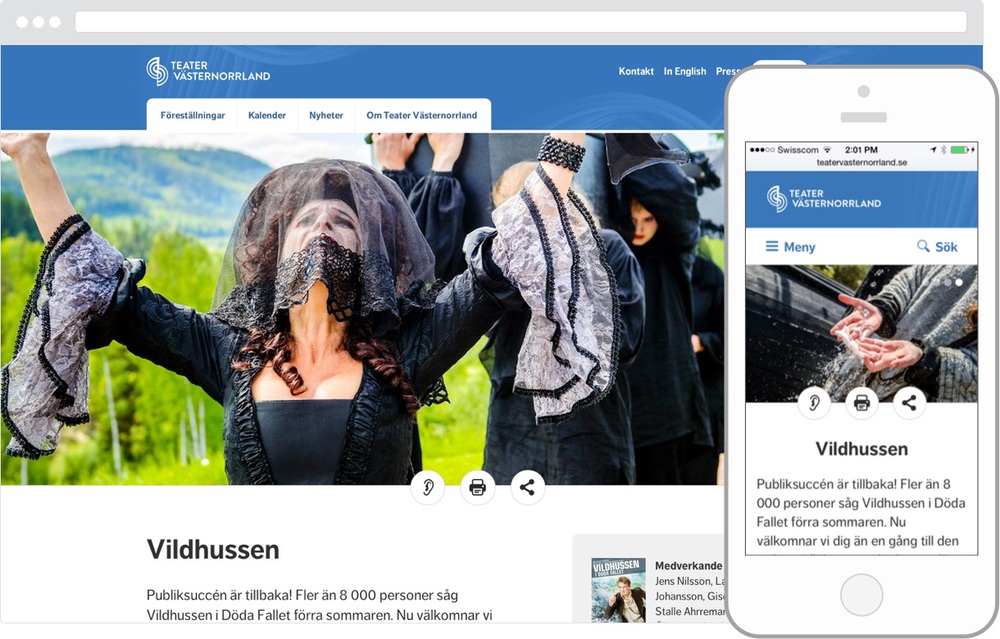 TEATER
VÄSTERNORRLAND
Kontakt In English Press
Föreställningar Kalender Nyheter Om Teater Västernorrland
Vildhussen
Publiksuccén är tillbaka! Fler än 8 000 personer såg
Vildhussen i Döda Fallet förra sommaren. Nu välkomnar vi
VILDHUSSEN
I DÖDA FALLET
Medverkande
Jens Nilsson,
Johansson,
Stalle
Swisscom 2:01 PM
teatervasternorrland.se
TEATER
VÄSTERNORRLAND
Meny Sök
Vildhussen
Publiksuccén är tillbaka! Fler än 8
000 personer såg Vildhussen i Döda
Fallet förra sommaren. Nu
välkomnar vi dig än en gång till den